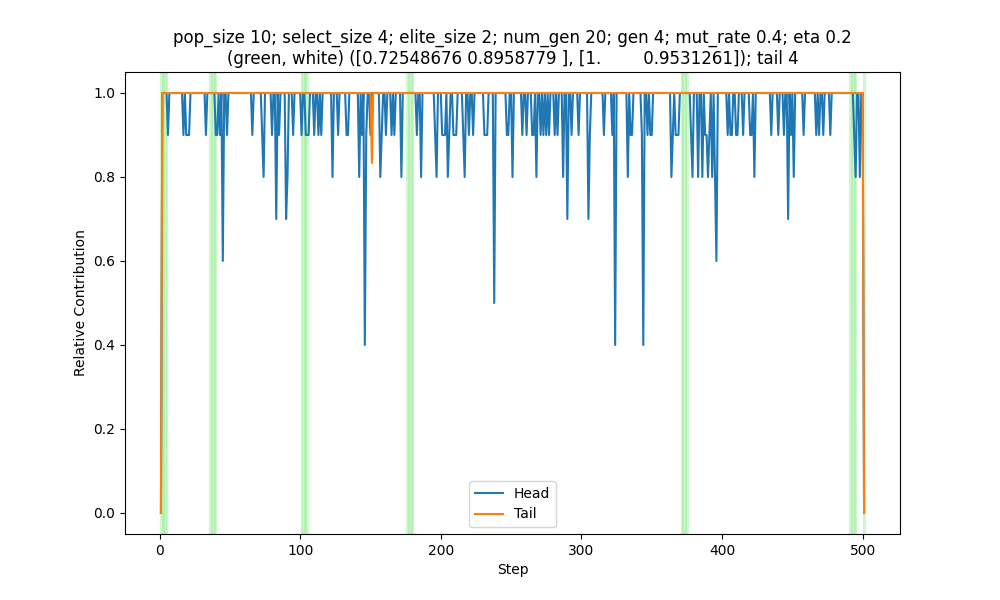 pop_size 10; select_size 4; elite_size 2; num_gen 20; gen 4; mut_rate 0.4; eta 0.2
(green, white) ([0.72548676 0.8958779 ], [1.        0.9531261]); tail 4
1.0
0.8
0.6
0.4
0.2
0.0
Relative Contribution
Head
Tail
0
100
200
300
400
500
Step